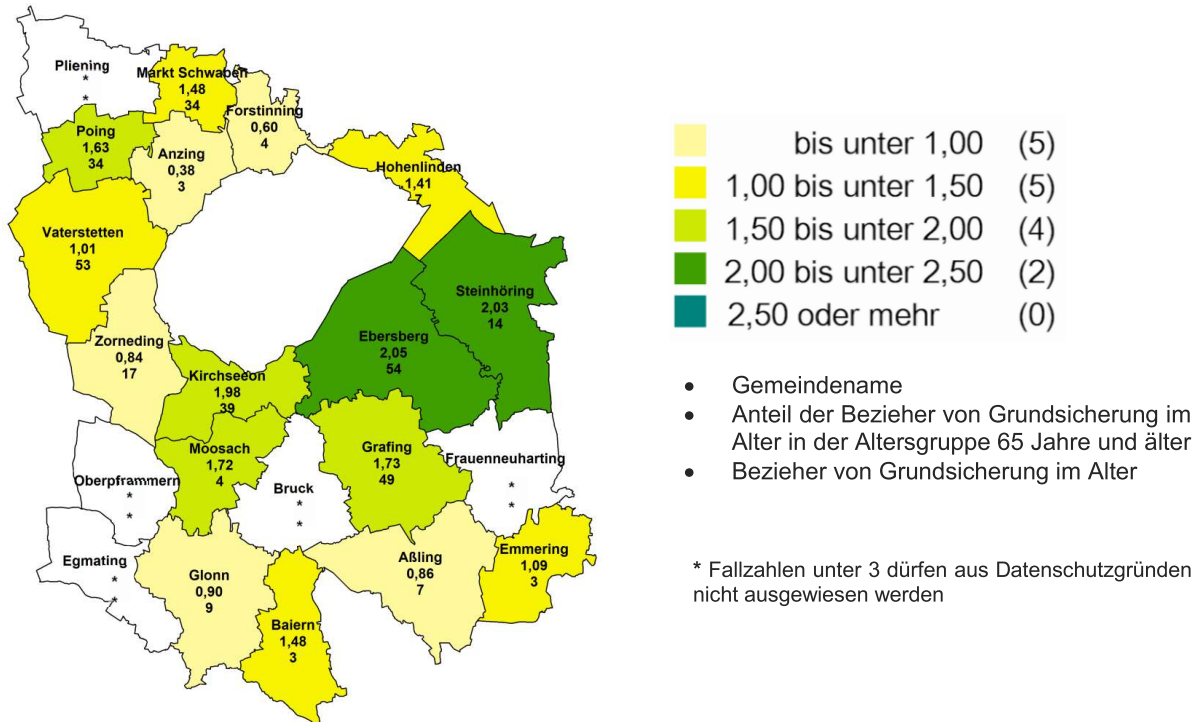 Pliening
*
*
Markt Schwaben
1,48
34
Forstinning
0,60
4
Poing
1,63
34
Anzing
0,38
3
Hohenlinden
1,41
7
Vaterstetten
1,01
53
Steinhöring
2,03
14
Ebersberg
2,05
54
Zorneding
0,84
17
Kirchseeon
1,98
39
Moosach
1,72
4
Grafing
1,73
49
Frauenneuharting
*
*
Oberpframmern
*
*
Bruck
*
*
Egmating
*
*
Glonn
0,90
9
Aßling
0,86
7
Emmering
1,09
3
Baiern
1,48
3
bis unter 1,00 (5)
1,00 bis unter 1,50 (5)
1,50 bis unter 2,00 (4)
2,00 bis unter 2,50 (2)
2,50 oder mehr (0)
• Gemeindename
• Anteil der Bezieher von Grundsicherung im
Alter in der Altersgruppe 65 Jahre und älter
• Bezieher von Grundsicherung im Alter
* Fallzahlen unter 3 dürfen aus Datenschutzgründen
nicht ausgewiesen werden